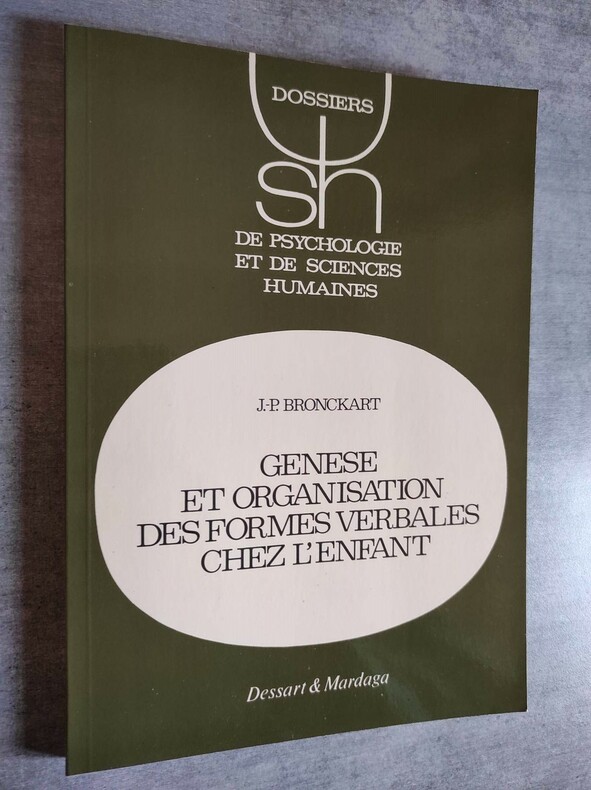 DOSSIERS
sh
DE PSYCHOLOGIE
ET DE SCIENCES
HUMAINES
J.-P. BRONCKART
GENESE
ET ORGANISATION
DES FORMES VERBALES
CHEZ L'ENFANT
Dessart & Mardaga